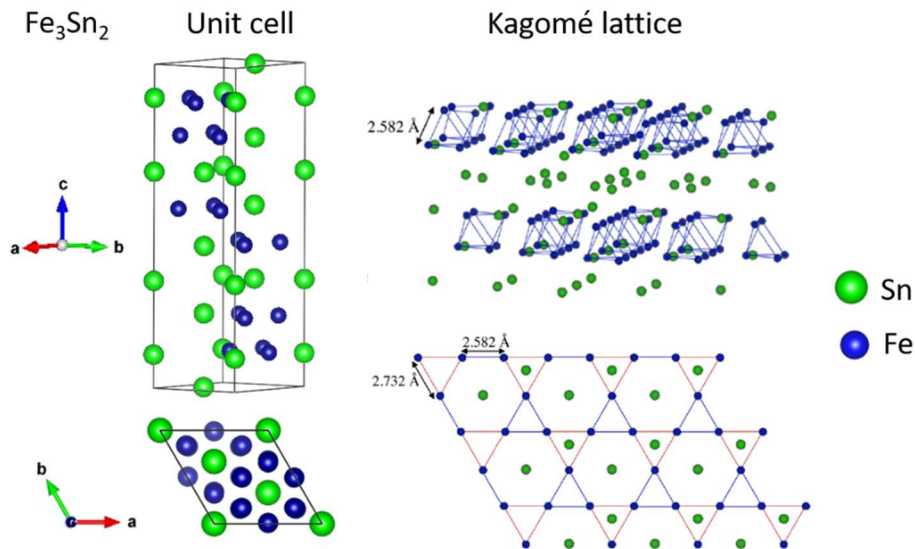 Fe₃Sn₂
Unit cell
Kagomé lattice
2.582 Å
c
a
b
Sn
Fe
2.582 Å
2.732 Å
b
a